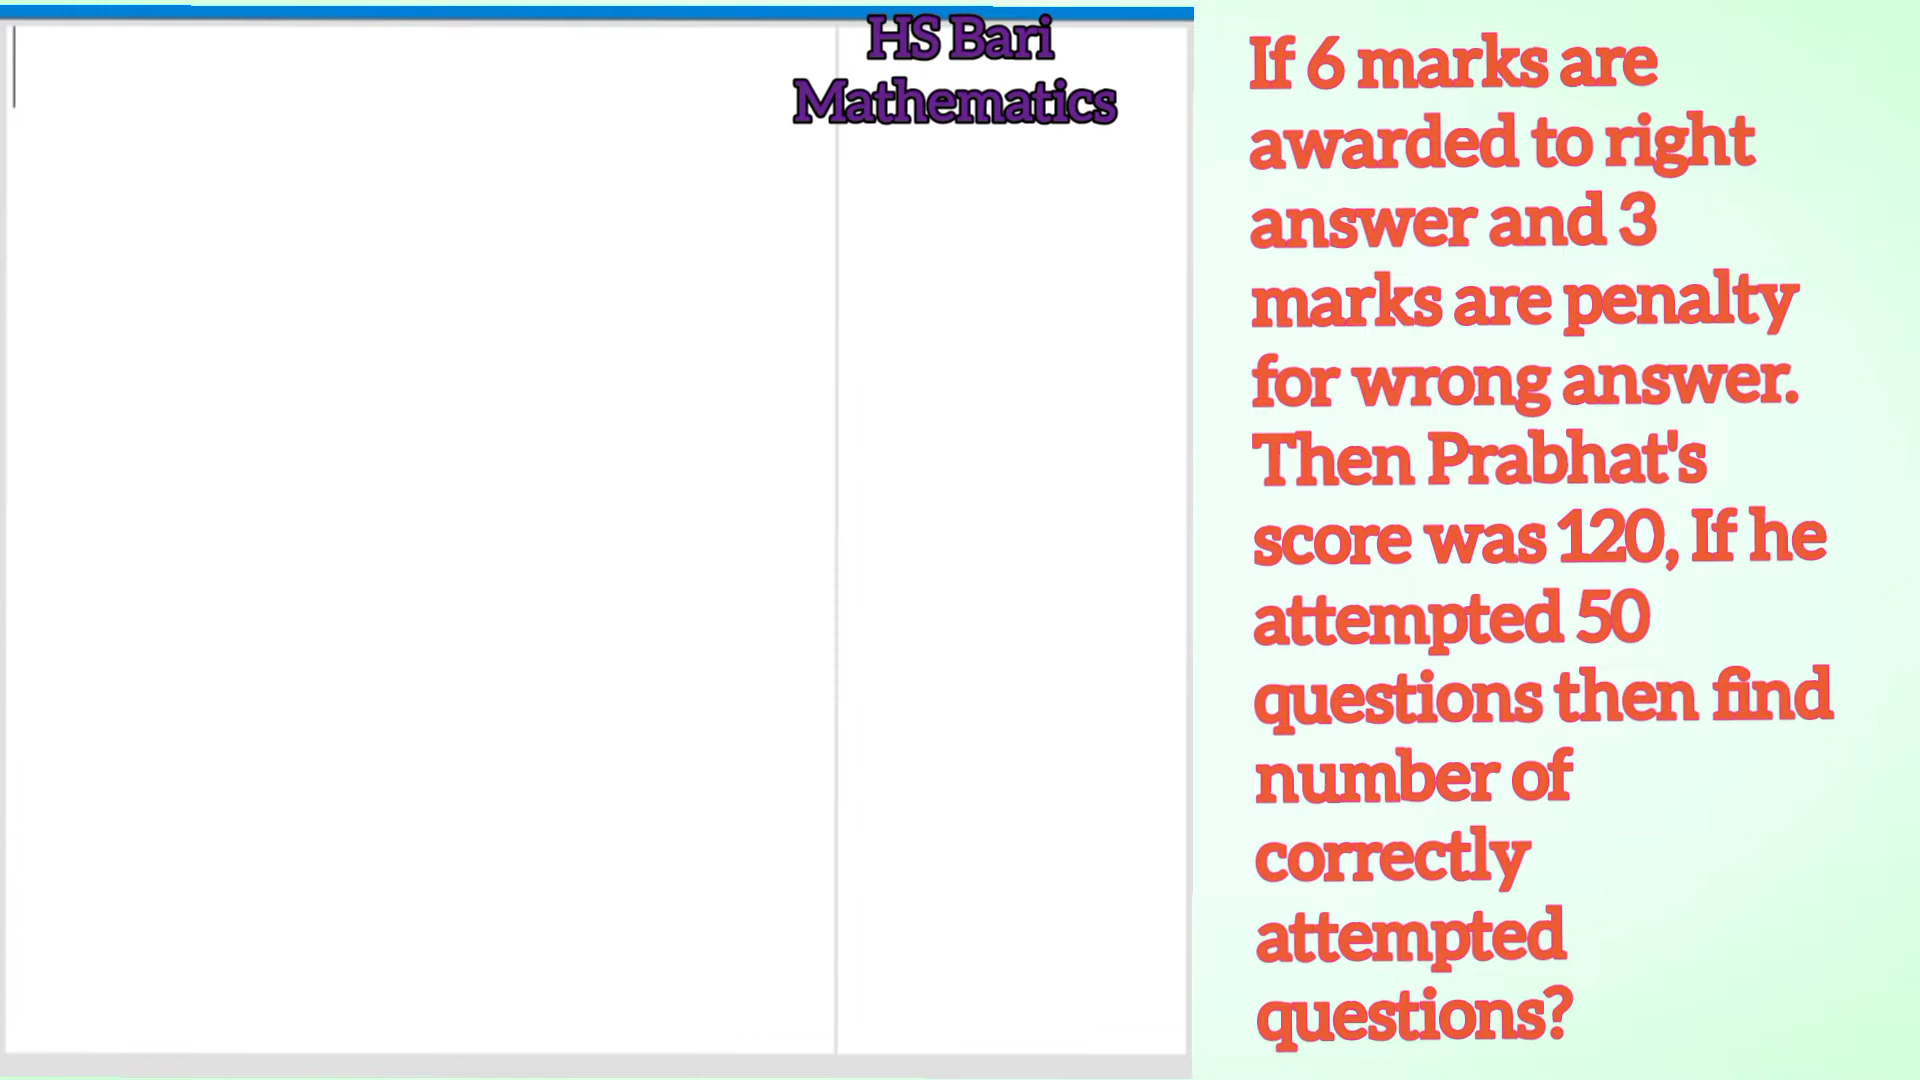 HS Bari
Mathematics
If 6 marks are
awarded to right
answer and 3
marks are penalty
for wrong answer.
Then Prabhat's
score was 120, If he
attempted 50
questions then find
number of
correctly
attempted
questions?